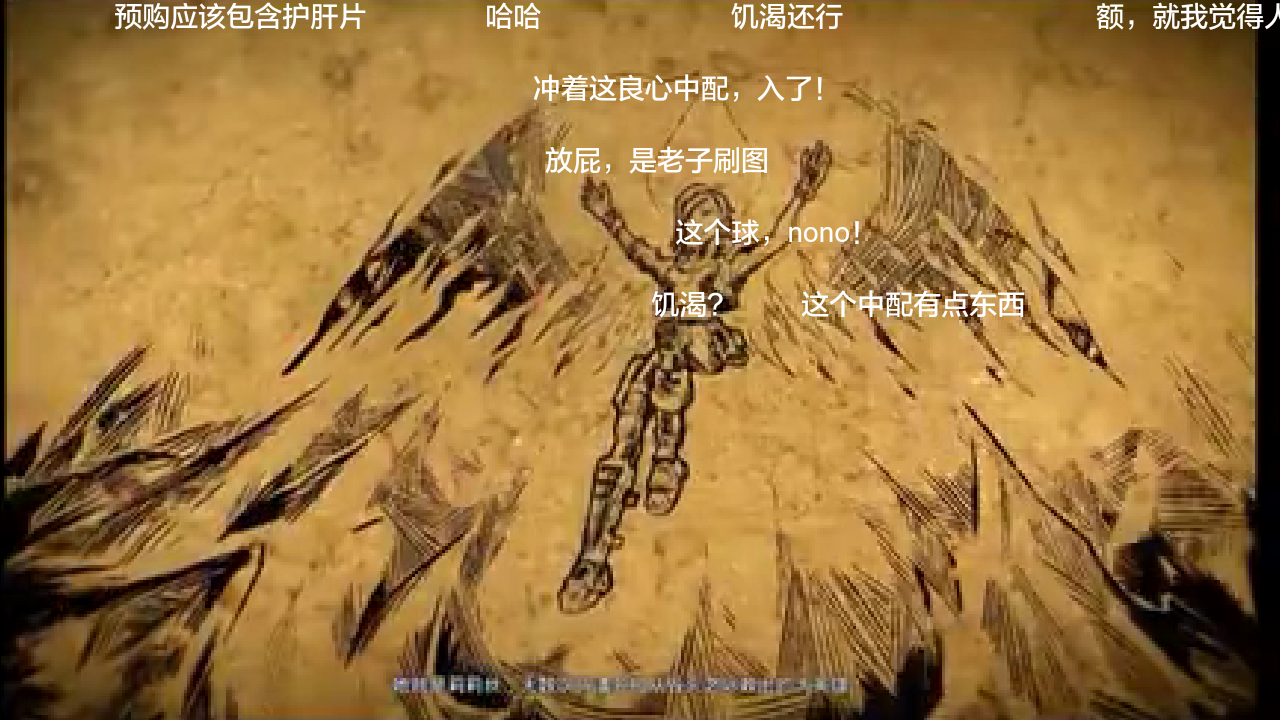 预购应该包含护肝片 哈哈 饥渴还行 额，就我觉得人
冲着这良心中配，入了！
放屁，是老子刷图
这个球，nono！
饥渴？ 这个中配有点东西